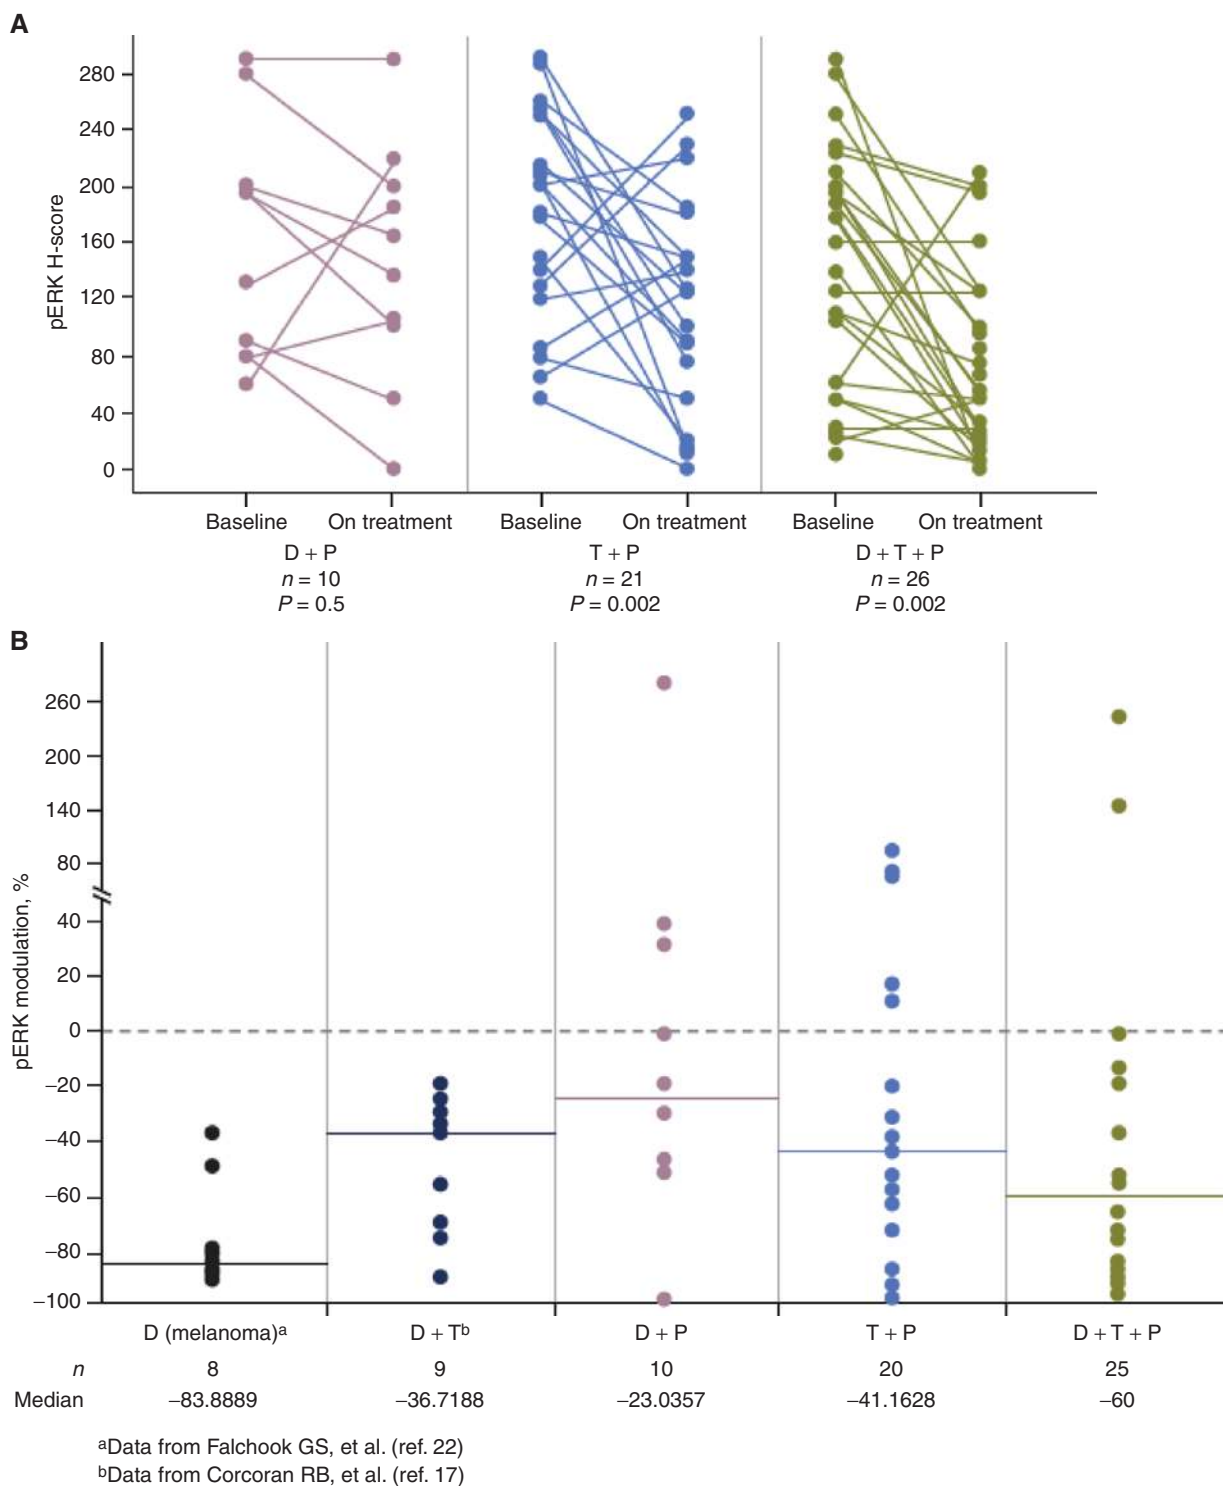 A
pERK H-score
280
240
200
160
120
80
40
0
Baseline On treatment Baseline On treatment Baseline On treatment
D + P T + P D + T + P
n = 10 n = 21 n = 26
P = 0.5 P = 0.002 P = 0.002
B
pERK modulation, %
260
200
140
80
40
20
0
−20
−40
−60
−80
−100
D (melanoma)ᵃ D + Tᵇ D + P T + P D + T + P
n 8 9 10 20 25
Median −83.8889 −36.7188 −23.0357 −41.1628 −60
ᵃData from Falchook GS, et al. (ref. 22)
ᵇData from Corcoran RB, et al. (ref. 17)